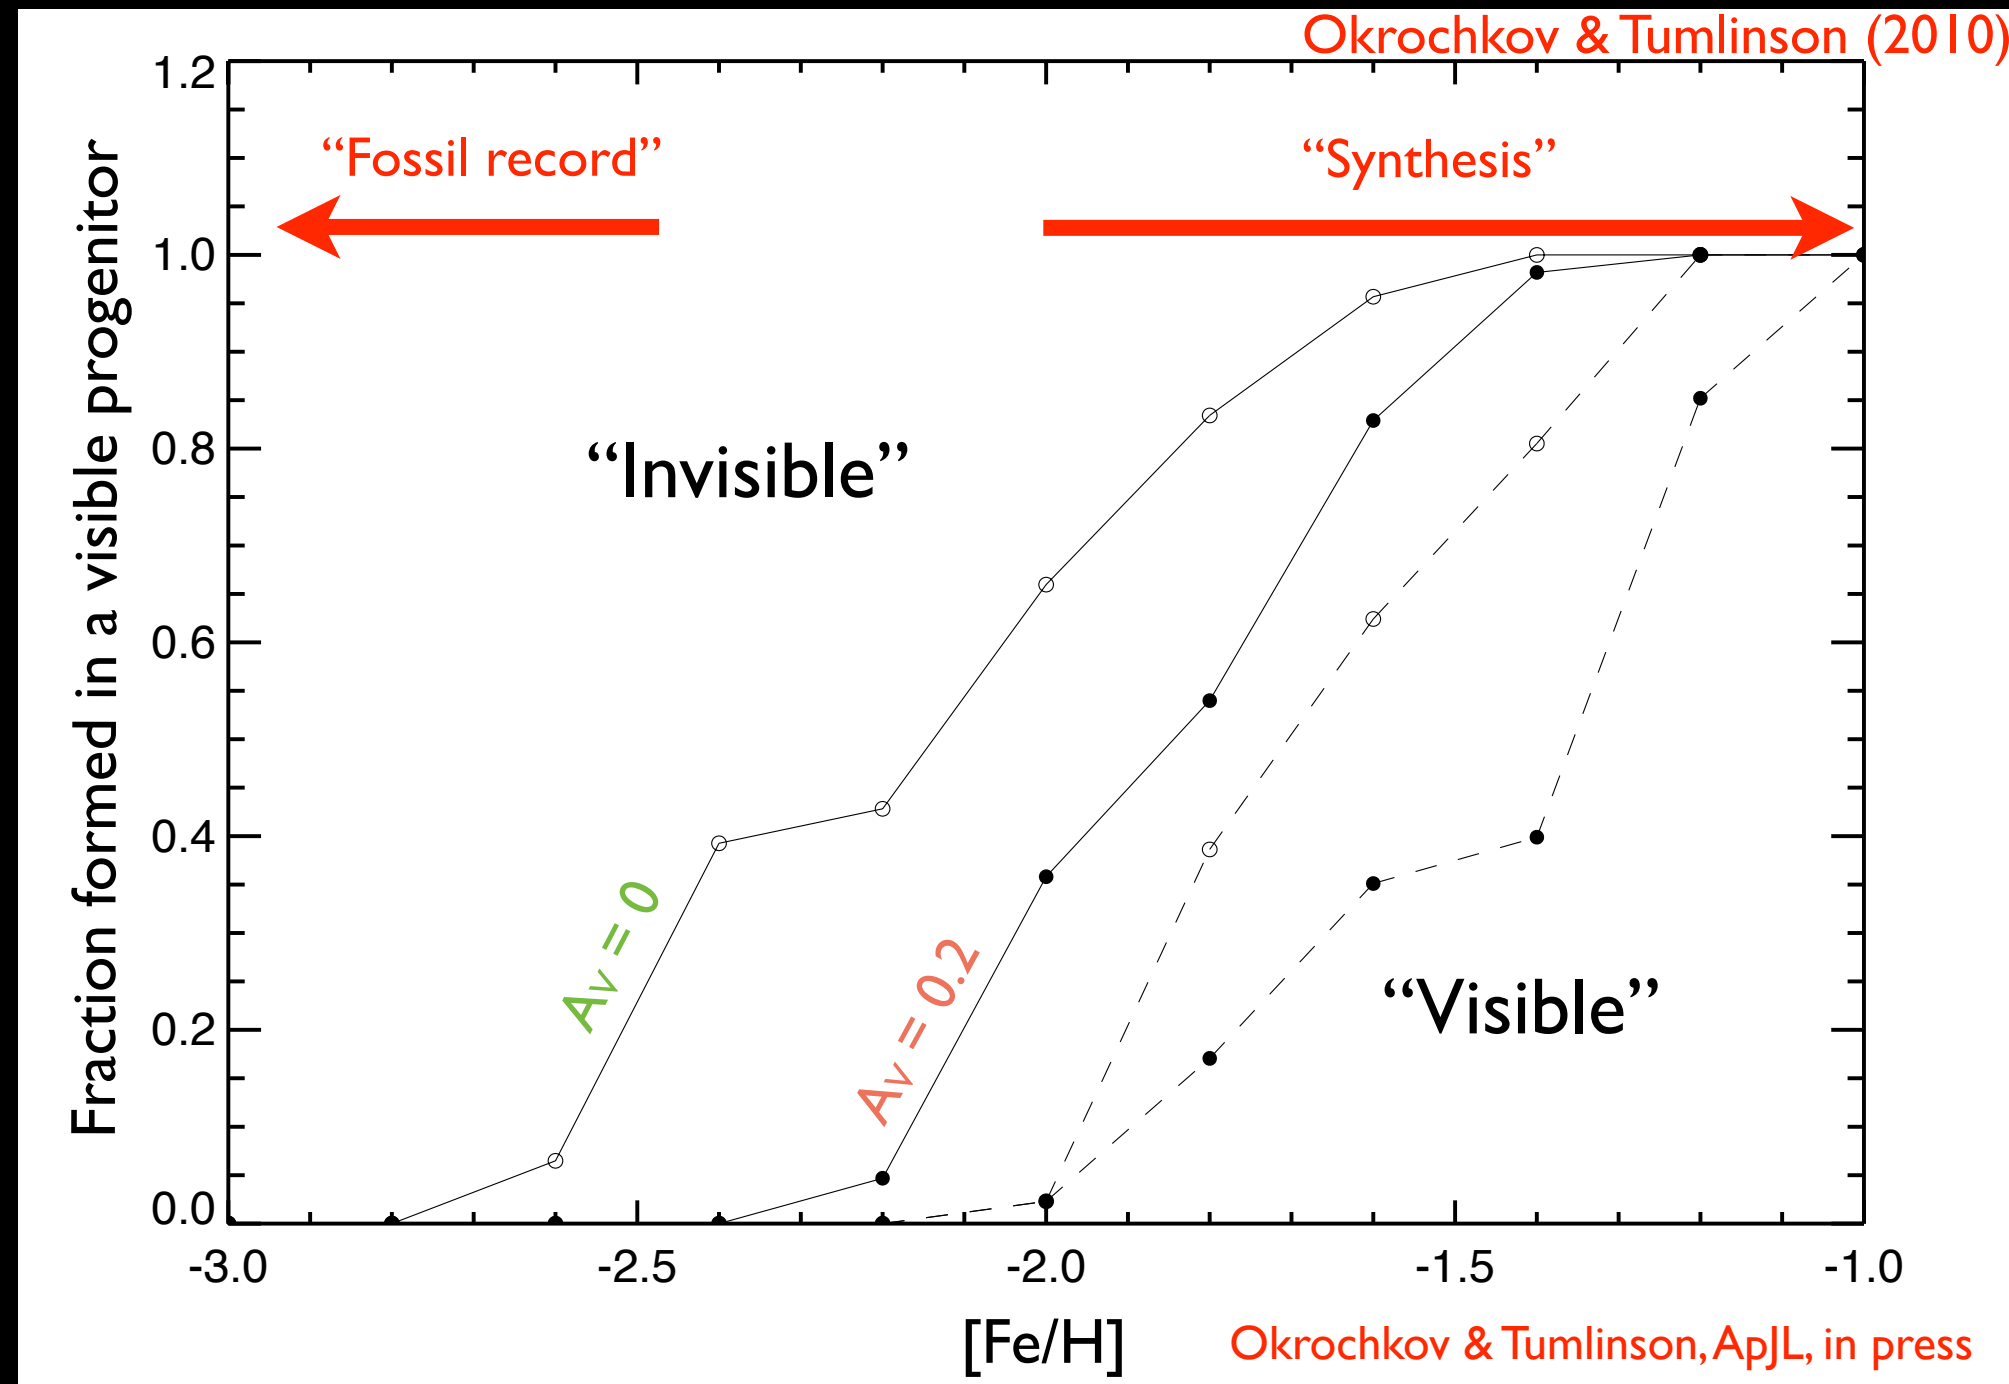 Okrochkov & Tumlinson (2010)
1.2
“Fossil record”
“Synthesis”
1.0
“Invisible”
0.8
0.6
0.4
Av = 0
Av = 0.2
“Visible”
0.2
0.0
Fraction formed in a visible progenitor
-3.0 -2.5 -2.0 -1.5 -1.0
[Fe/H]
Okrochkov & Tumlinson, ApJL, in press